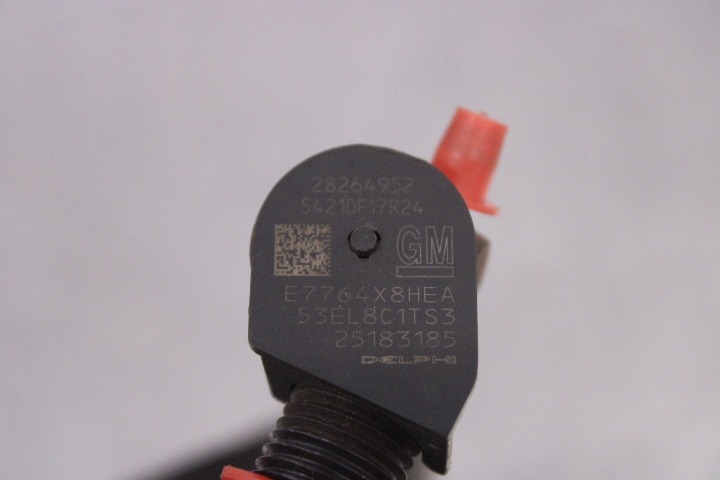 28264952
5421DF17R24
GM
E7764X8HEA
53EL8C1TS3
25183185
DELPHI